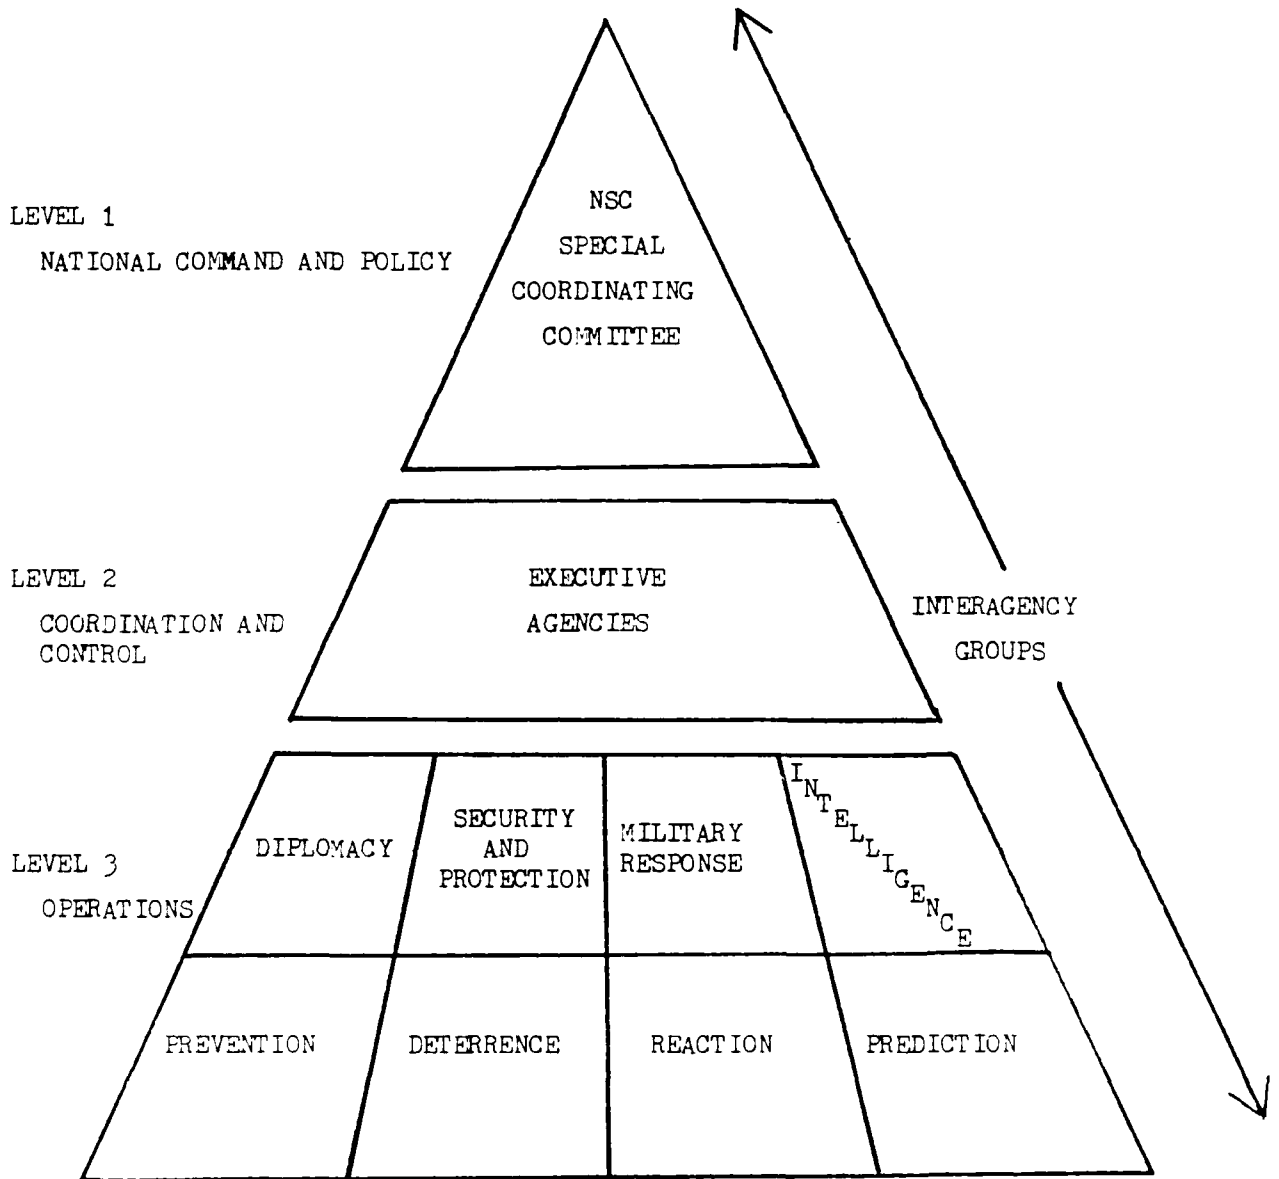 NSC
SPECIAL
COORDINATING
COMMITTEE
LEVEL 1
NATIONAL COMMAND AND POLICY
LEVEL 2
COORDINATION AND
CONTROL
EXECUTIVE
AGENCIES
INTERAGENCY
GROUPS
LEVEL 3
OPERATIONS
DIPLOMACY
SECURITY
AND
PROTECTION
MILITARY
RESPONSE
INTELLIGENCE
PREVENTION
DETERRENCE
REACTION
PREDICTION